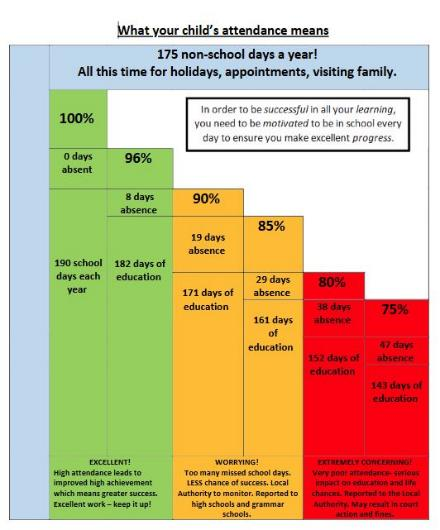 What your child's attendance means
175 non-school days a year!
All this time for holidays, appointments, visiting family.
In order to be successful in all your learning,
you need to be motivated to be in school every
day to ensure you make excellent progress.
100%
0 days
absent
190 school
days each
year
96%
8 days
absence
182 days of
education
90%
19 days
absence
171 days of
education
85%
29 days
absence
161 days
of
education
80%
38 days
absence
152 days of
education
75%
47 days
absence
143 days of
education
EXCELLENT!
High attendance leads to
improved high achievement
which means greater success.
Excellent work – keep it up!
WORRYING!
Too many missed school days.
LESS chance of success. Local
Authority to monitor. Reported to
high schools and grammar
schools.
EXTREMELY CONCERNING!
Very poor attendance- serious
impact on education and life
chances. Reported to the Local
Authority. May result in court
action and fines.